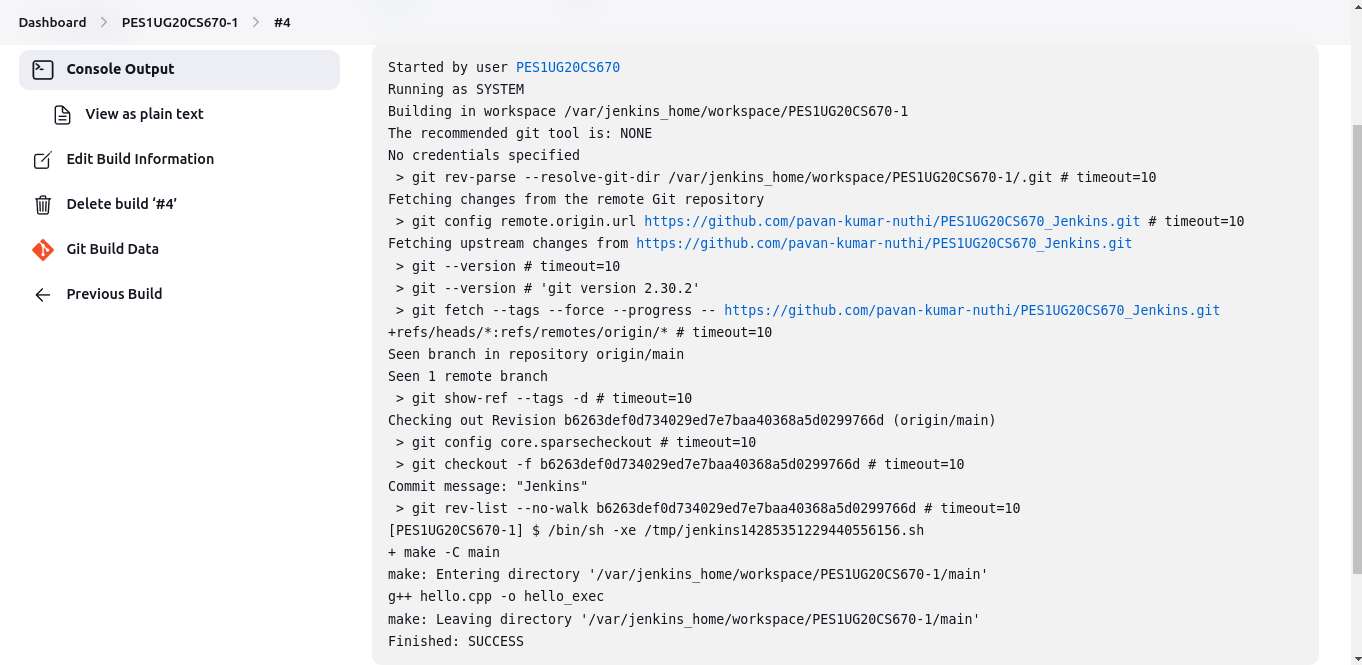 Dashboard > PES1UG20CS670-1 > #4
Console Output
View as plain text
Edit Build Information
Delete build ‘#4’
Git Build Data
Previous Build
Started by user PES1UG20CS670
Running as SYSTEM
Building in workspace /var/jenkins_home/workspace/PES1UG20CS670-1
The recommended git tool is: NONE
No credentials specified
 > git rev-parse --resolve-git-dir /var/jenkins_home/workspace/PES1UG20CS670-1/.git # timeout=10
Fetching changes from the remote Git repository
 > git config remote.origin.url https://github.com/pavan-kumar-nuthi/PES1UG20CS670_Jenkins.git # timeout=10
Fetching upstream changes from https://github.com/pavan-kumar-nuthi/PES1UG20CS670_Jenkins.git
 > git --version # timeout=10
 > git --version # 'git version 2.30.2'
 > git fetch --tags --force --progress -- https://github.com/pavan-kumar-nuthi/PES1UG20CS670_Jenkins.git
+refs/heads/*:refs/remotes/origin/* # timeout=10
Seen branch in repository origin/main
Seen 1 remote branch
 > git show-ref --tags -d # timeout=10
Checking out Revision b6263def0d734029ed7e7baa40368a5d0299766d (origin/main)
 > git config core.sparsecheckout # timeout=10
 > git checkout -f b6263def0d734029ed7e7baa40368a5d0299766d # timeout=10
Commit message: "Jenkins"
 > git rev-list --no-walk b6263def0d734029ed7e7baa40368a5d0299766d # timeout=10
[PES1UG20CS670-1] $ /bin/sh -xe /tmp/jenkins14285351229440556156.sh
+ make -C main
make: Entering directory '/var/jenkins_home/workspace/PES1UG20CS670-1/main'
g++ hello.cpp -o hello_exec
make: Leaving directory '/var/jenkins_home/workspace/PES1UG20CS670-1/main'
Finished: SUCCESS